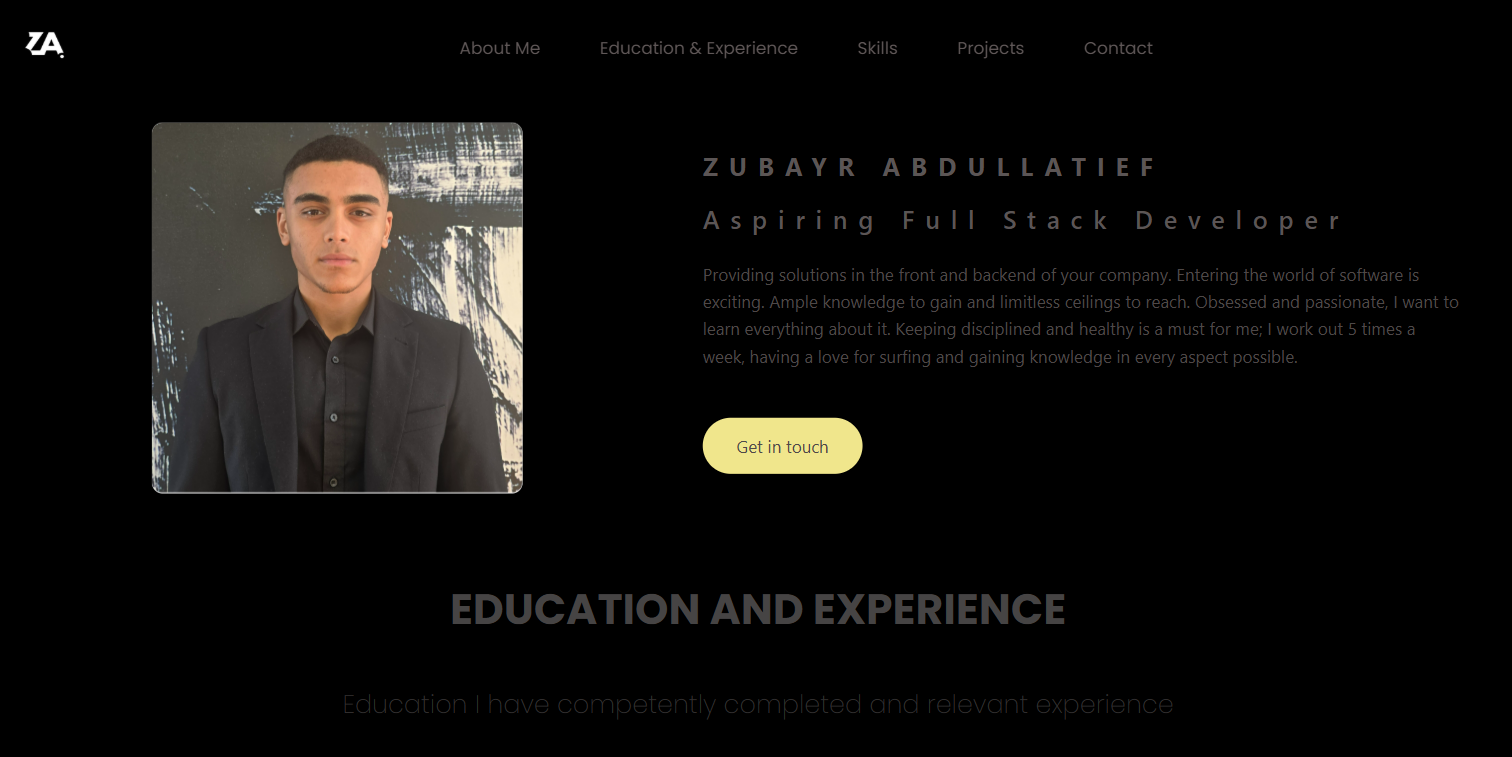 ZA.
About Me Education & Experience Skills Projects Contact
ZUBAYR ABDULLATIEF
Aspiring Full Stack Developer
Providing solutions in the front and backend of your company. Entering the world of software is
exciting. Ample knowledge to gain and limitless ceilings to reach. Obsessed and passionate, I want to
learn everything about it. Keeping disciplined and healthy is a must for me; I work out 5 times a
week, having a love for surfing and gaining knowledge in every aspect possible.
Get in touch
EDUCATION AND EXPERIENCE
Education I have competently completed and relevant experience